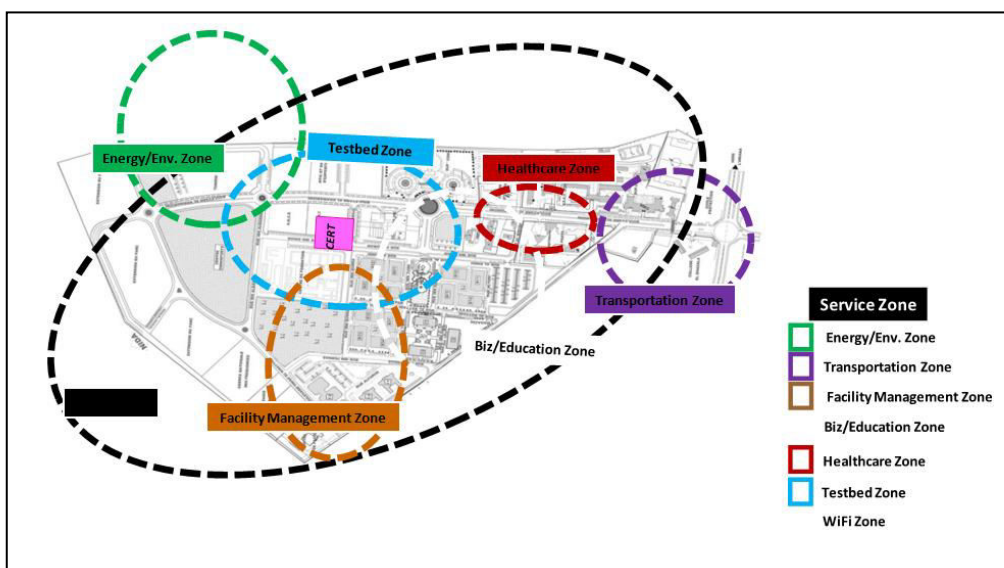 Energy/Env. Zone
Testbed Zone
Healthcare Zone
CERT
Transportation Zone
NIDA
Biz/Education Zone
Facility Management Zone
Service Zone
Energy/Env. Zone
Transportation Zone
Facility Management Zone
Biz/Education Zone
Healthcare Zone
Testbed Zone
WiFi Zone